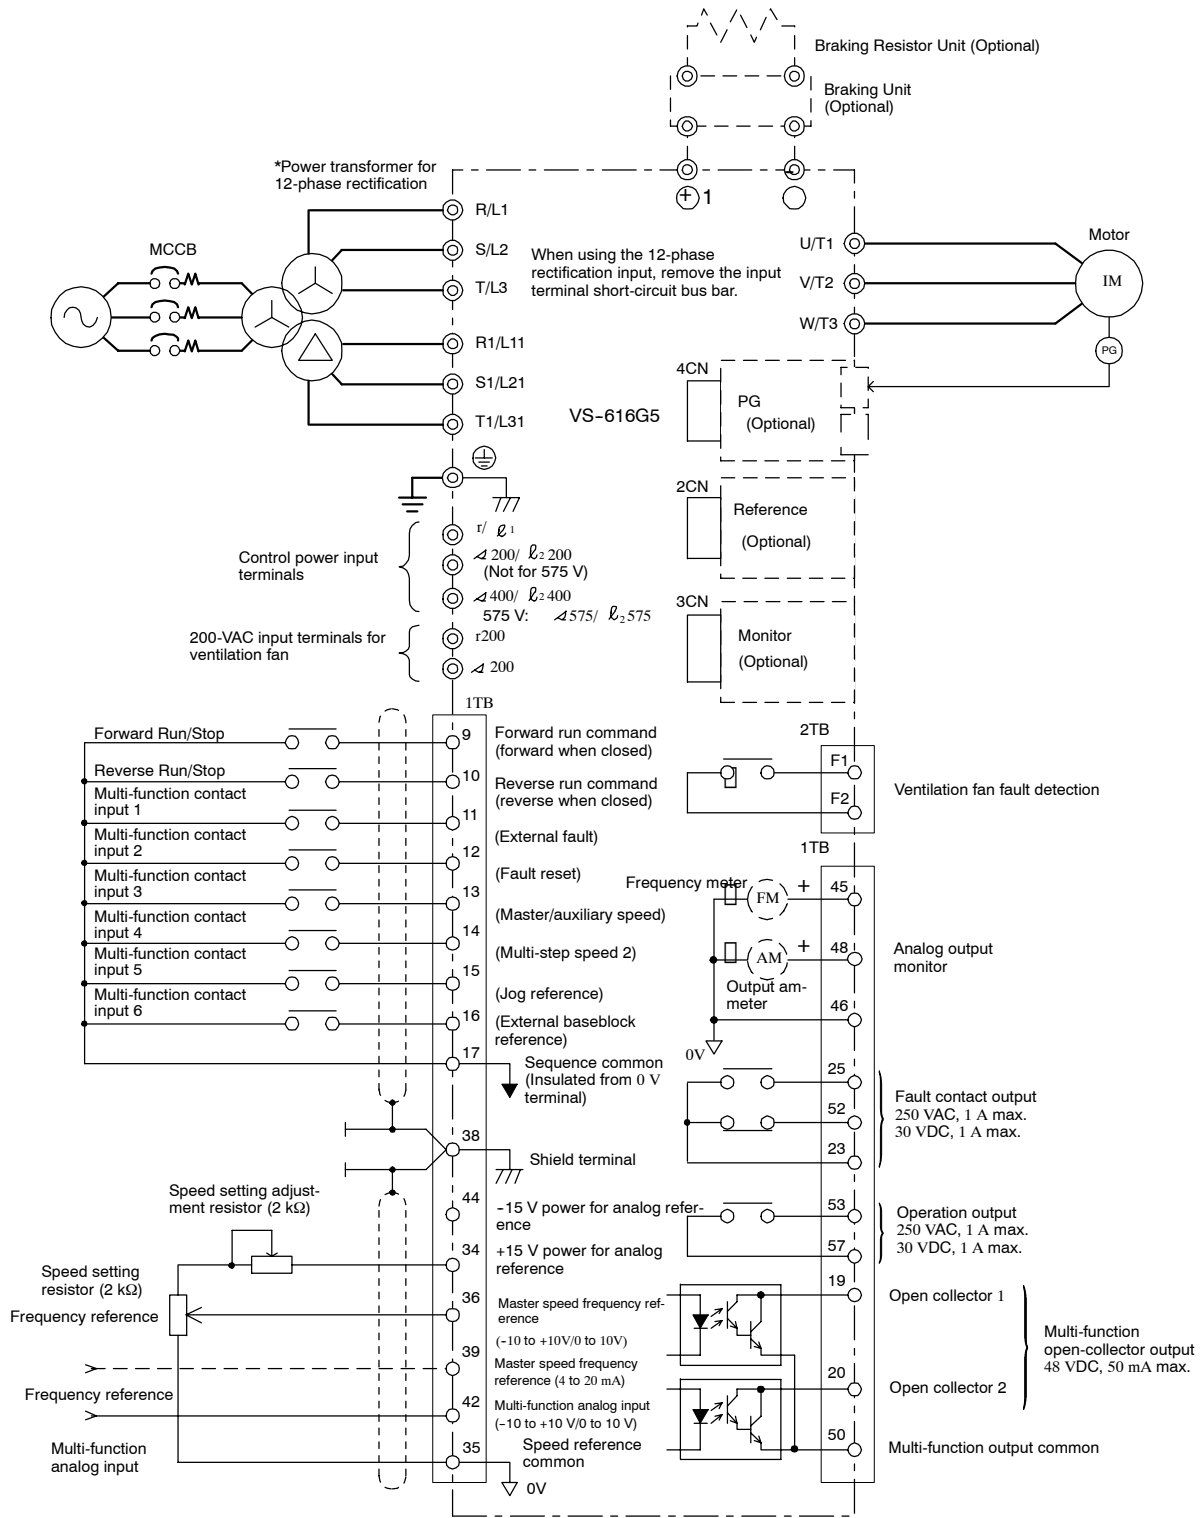 Braking Resistor Unit (Optional)
Braking Unit
(Optional)
*Power transformer for
12-phase rectification
+ 1
-
R/L1
S/L2
T/L3
R1/L11
S1/L21
T1/L31
MCCB
When using the 12-phase
rectification input, remove the input
terminal short-circuit bus bar.
U/T1
V/T2
W/T3
Motor
IM
PG
VS-616G5
4CN
PG
(Optional)
2CN
Reference
(Optional)
3CN
Monitor
(Optional)
Control power input
terminals
r/ ℓ 1
200/ ℓ2 200
(Not for 575 V)
400/ ℓ2 400
575 V: 575/ ℓ2 575
200-VAC input terminals for
ventilation fan
r200
200
1TB
Forward Run/Stop
9
Forward run command
(forward when closed)
Reverse Run/Stop
10
Reverse run command
(reverse when closed)
Multi-function contact
input 1
11
(External fault)
Multi-function contact
input 2
12
(Fault reset)
Multi-function contact
input 3
13
(Master/auxiliary speed)
Multi-function contact
input 4
14
(Multi-step speed 2)
Multi-function contact
input 5
15
(Jog reference)
Multi-function contact
input 6
16
(External baseblock
reference)
17
Sequence common
(Insulated from 0 V
terminal)
38
Shield terminal
44
-15 V power for analog refer-
ence
Speed setting adjust-
ment resistor (2 kΩ)
34
+15 V power for analog
reference
Speed setting
resistor (2 kΩ)
Frequency reference
36
Master speed frequency ref-
erence
(-10 to +10V/0 to 10V)
39
Master speed frequency
reference (4 to 20 mA)
Frequency reference
42
Multi-function analog input
(-10 to +10 V/0 to 10 V)
Multi-function
analog input
35
Speed reference
common
0V
2TB
F1
F2
Ventilation fan fault detection
1TB
Frequency meter
FM
+
45
AM
+
48
Output am-
meter
Analog output
monitor
46
0V
25
52
23
Fault contact output
250 VAC, 1 A max.
30 VDC, 1 A max.
53
57
Operation output
250 VAC, 1 A max.
30 VDC, 1 A max.
19
Open collector 1
20
Open collector 2
Multi-function
open-collector output
48 VDC, 50 mA max.
50
Multi-function output common